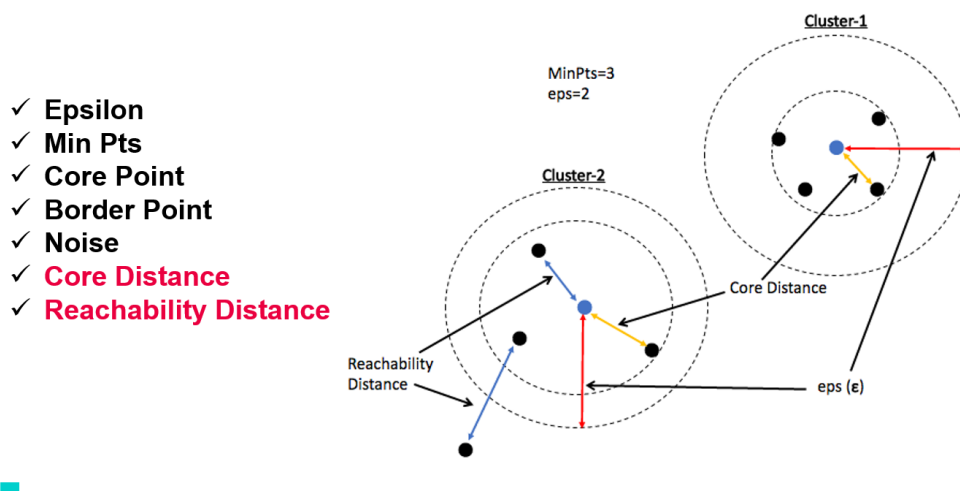 ✓ Epsilon
✓ Min Pts
✓ Core Point
✓ Border Point
✓ Noise
✓ Core Distance
✓ Reachability Distance
Cluster-1
MinPts=3
eps=2
Cluster-2
Core Distance
Reachability
Distance
eps (ε)